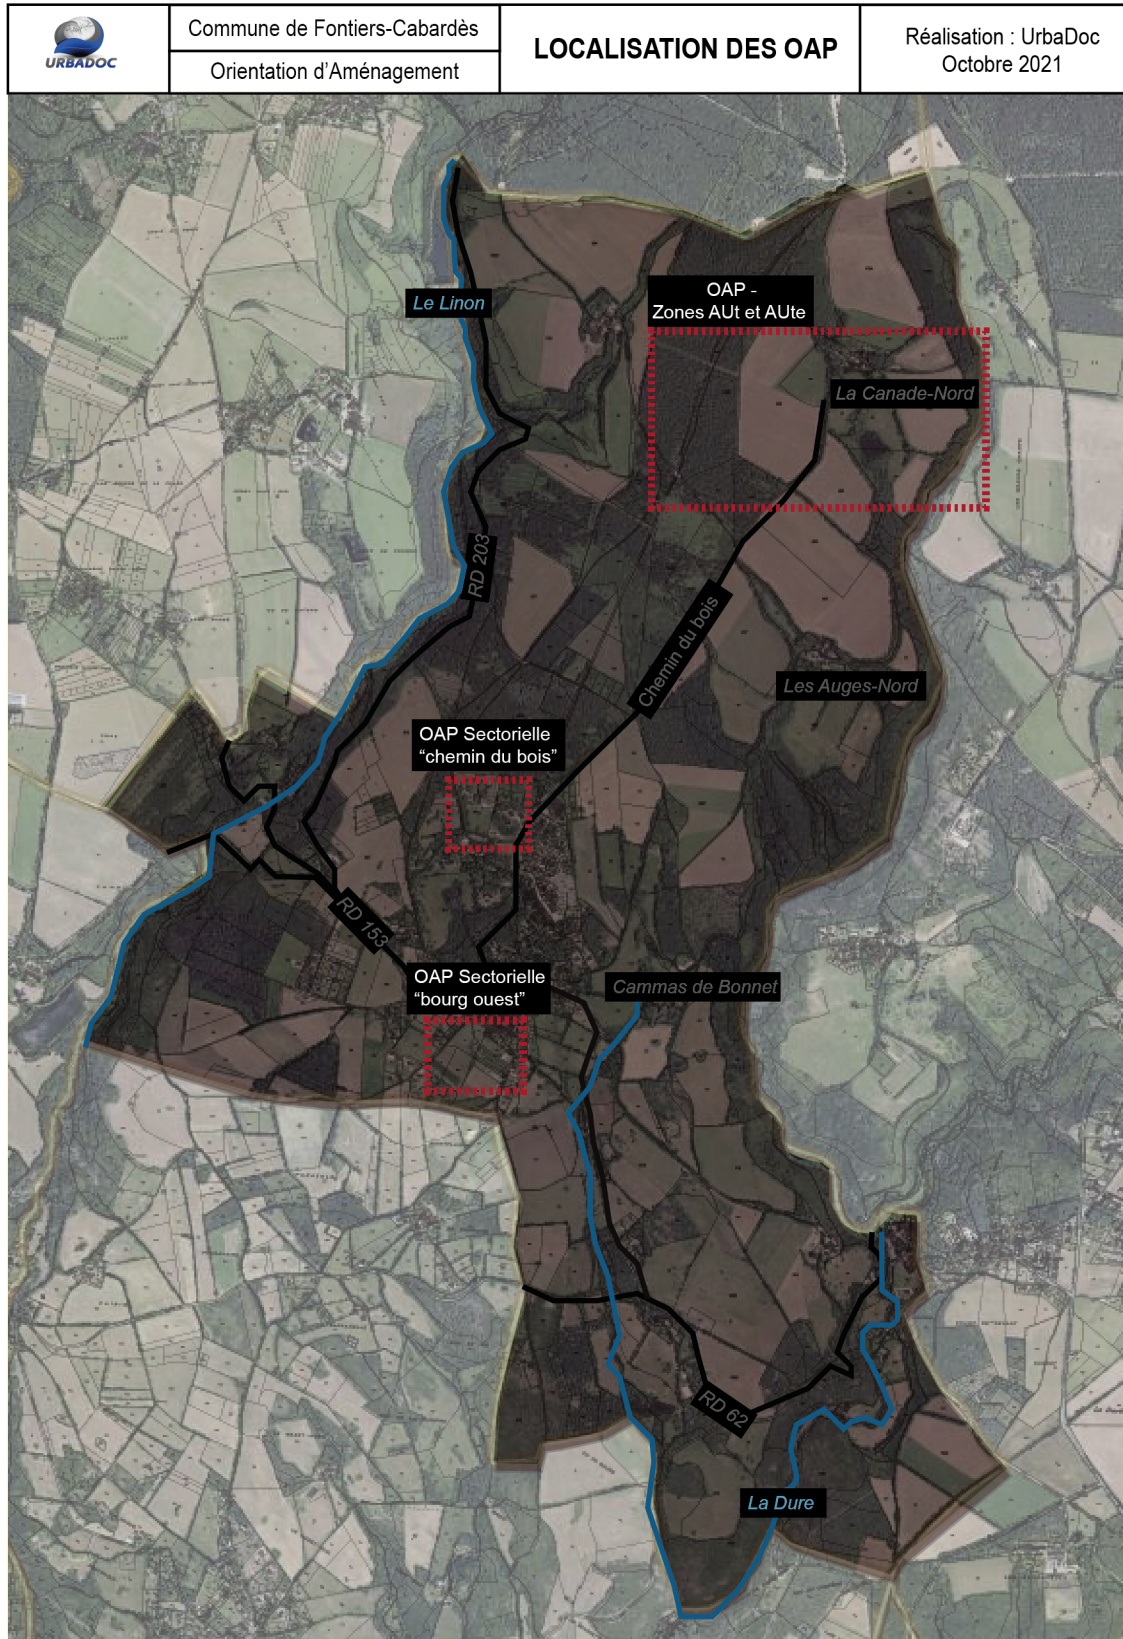 URBADOC
Commune de Fontiers-Cabardès
Orientation d'Aménagement
LOCALISATION DES OAP
Réalisation : UrbaDoc
Octobre 2021
Le Linon
OAP -
Zones AUt et AUte
La Canade-Nord
RD 203
Chemin du bois
Les Auges-Nord
OAP Sectorielle
“chemin du bois”
RD 153
OAP Sectorielle
“bourg ouest”
Cammas de Bonnet
RD 62
La Dure